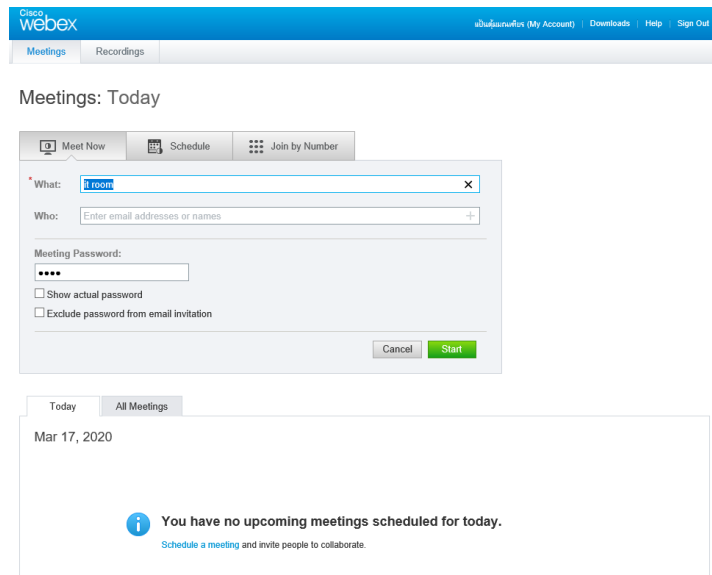 Cisco
webex
(My Account) | Downloads | Help | Sign Out
Meetings Recordings
Meetings: Today
Meet Now Schedule Join by Number
* What: it room
Who: Enter email addresses or names
Meeting Password:
••••
Show actual password
Exclude password from email invitation
Cancel Start
Today All Meetings
Mar 17, 2020
You have no upcoming meetings scheduled for today.
Schedule a meeting and invite people to collaborate.